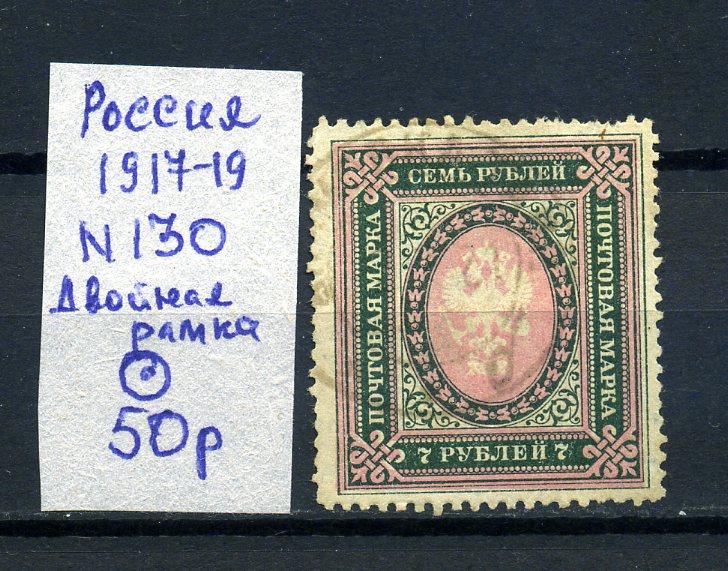 Россия
1917-19
N 130
Двойная
рамка
50р
СЕМЬ РУБЛЕЙ
ПОЧТОВАЯ МАРКА
ПОЧТОВАЯ МАРКА
7 РУБЛЕЙ 7